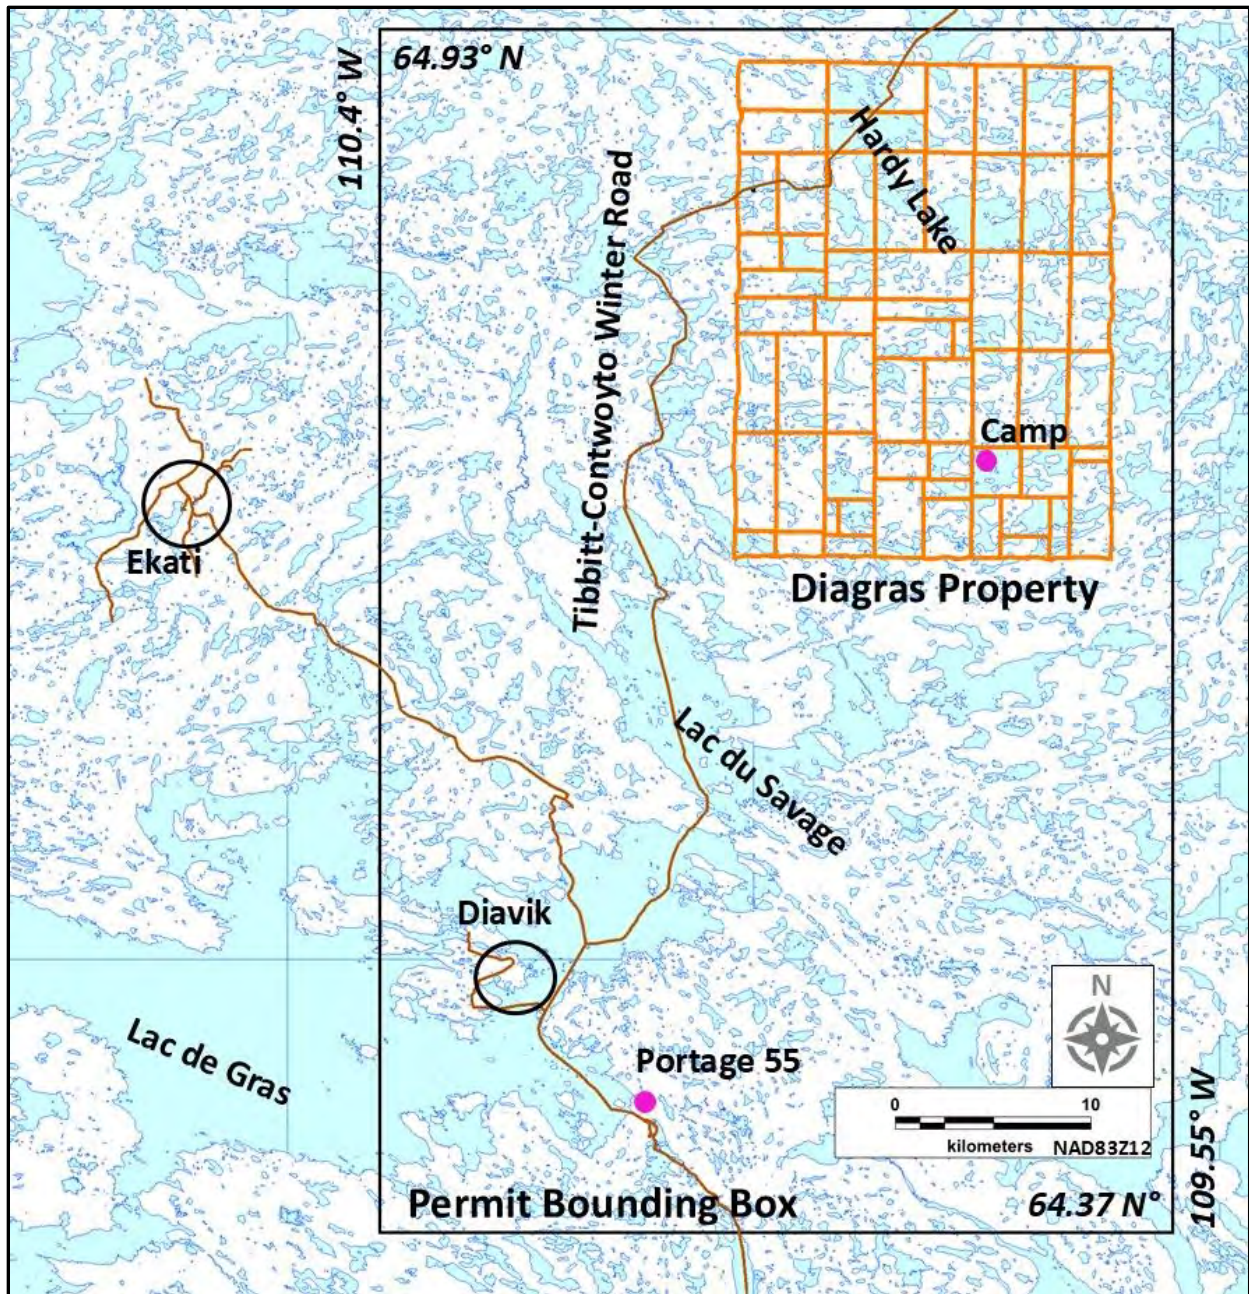 64.93° N
110.4° W
Hardy Lake
Tibbitt-Contwoyto Winter Road
Camp
Ekati
Diagras Property
Lac du Savage
Diavik
N
Lac de Gras
Portage 55
0 10
kilometers NAD83Z12
109.55° W
Permit Bounding Box
64.37 N°